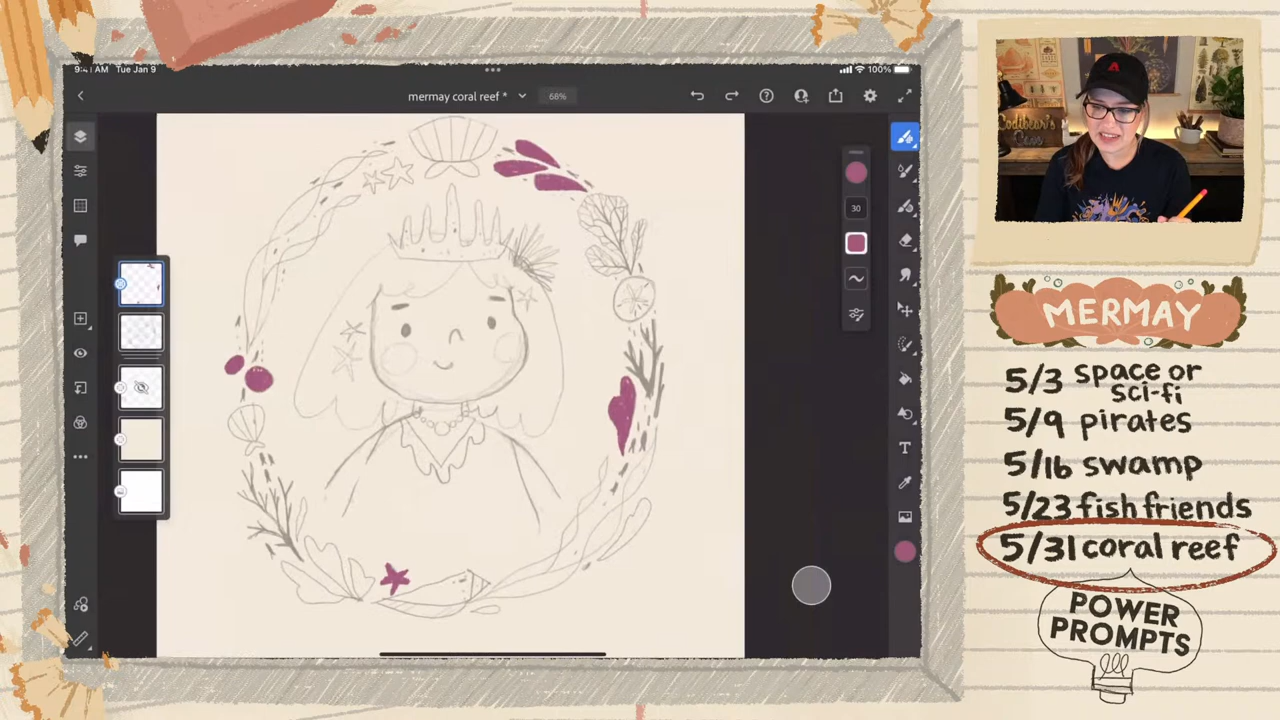 9:41 AM Tue Jan 9
100%
mermay coral reef *
68%
30
T
A
MERMAY
5/3 space or
sci-fi
5/9 pirates
5/16 swamp
5/23 fish friends
5/31 coral reef
POWER
PROMPTS